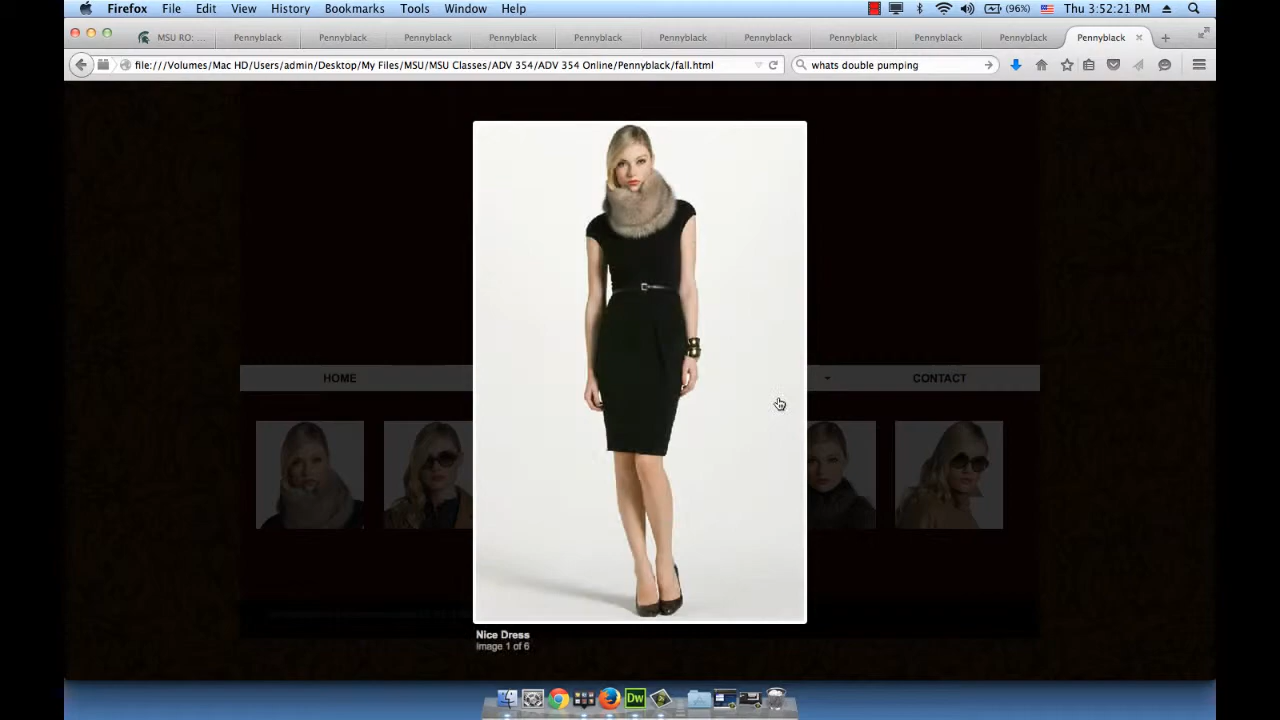 Firefox File Edit View History Bookmarks Tools Window Help (96%) Thu 3:52:21 PM
MSU RO: ... Pennyblack Pennyblack Pennyblack Pennyblack Pennyblack Pennyblack Pennyblack Pennyblack Pennyblack Pennyblack Pennyblack
file:///Volumes/Mac HD/Users/admin/Desktop/My Files/MSU/MSU Classes/ADV 354/ADV 354 Online/Pennyblack/fall.html whats double pumping
HOME CONTACT
Nice Dress
Image 1 of 6
Dw